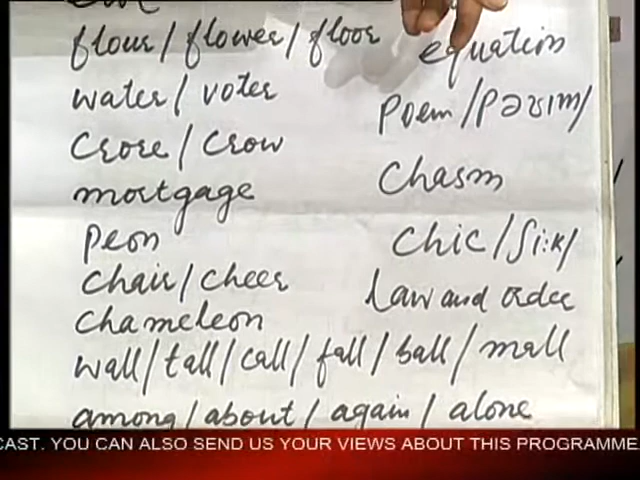 flour/flower/floor
water/voter
crore/crow
mortgage
peon
chair/cheer
chameleon
wall/tall/call/fall/ball/mall
among/about/again/alone
equation
Poem/pəʊɪm/
Chasm
Chic/ʃi:k/
Law and order
CAST. YOU CAN ALSO SEND US YOUR VIEWS ABOUT THIS PROGRAMME